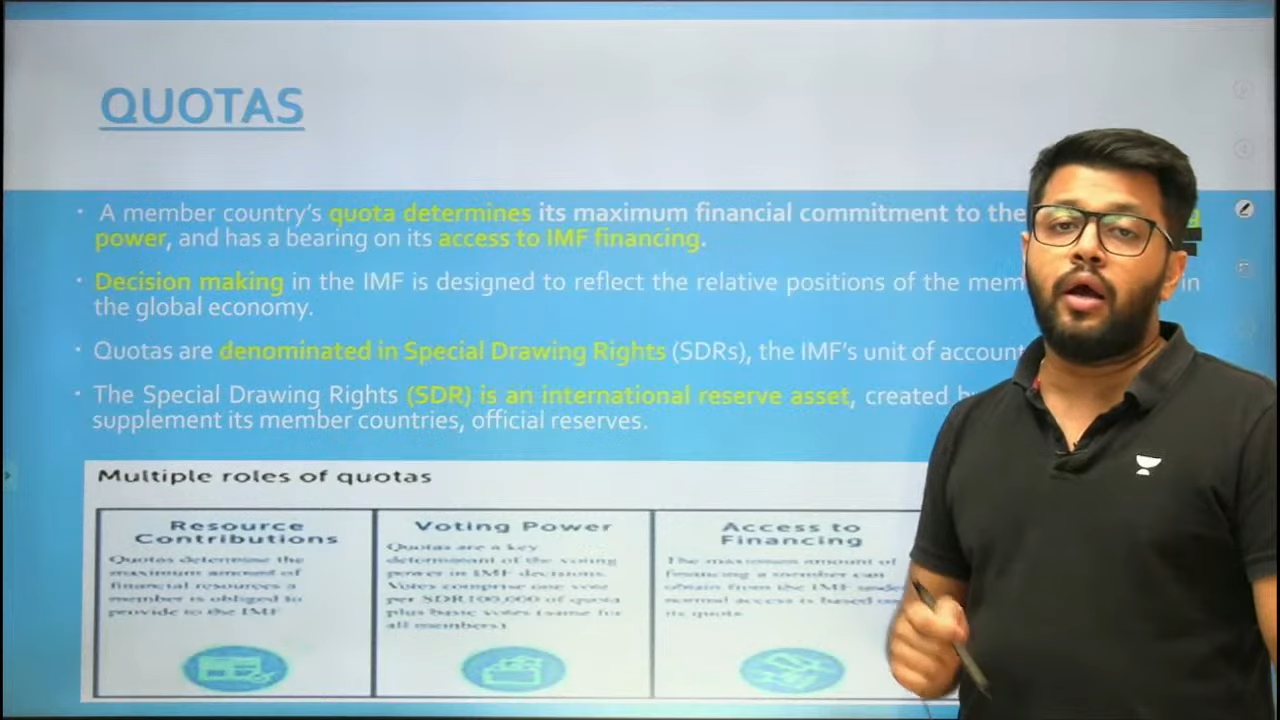 QUOTAS
• A member country's quota determines its maximum financial commitment to the
power, and has a bearing on its access to IMF financing.
• Decision making in the IMF is designed to reflect the relative positions of the in
the global economy.
• Quotas are denominated in Special Drawing Rights (SDRs), the IMF's unit of account
• The Special Drawing Rights (SDR) is an international reserve asset, created
supplement its member countries, official reserves.
Multiple roles of quotas
Resource
Contributions
Quotas determine the
maximum amount of
financial resources a
member is obliged to
provide to the IMF
Voting Power
Quotas are a key
determinant of the voting
power in IMF decisions.
Votes comprise one vote
per SDR100,000 of quota
plus basic votes (same for
all members)
Access to
Financing
The maximum amount of
financing a member can
obtain from the IMF
normal access is based
its quota